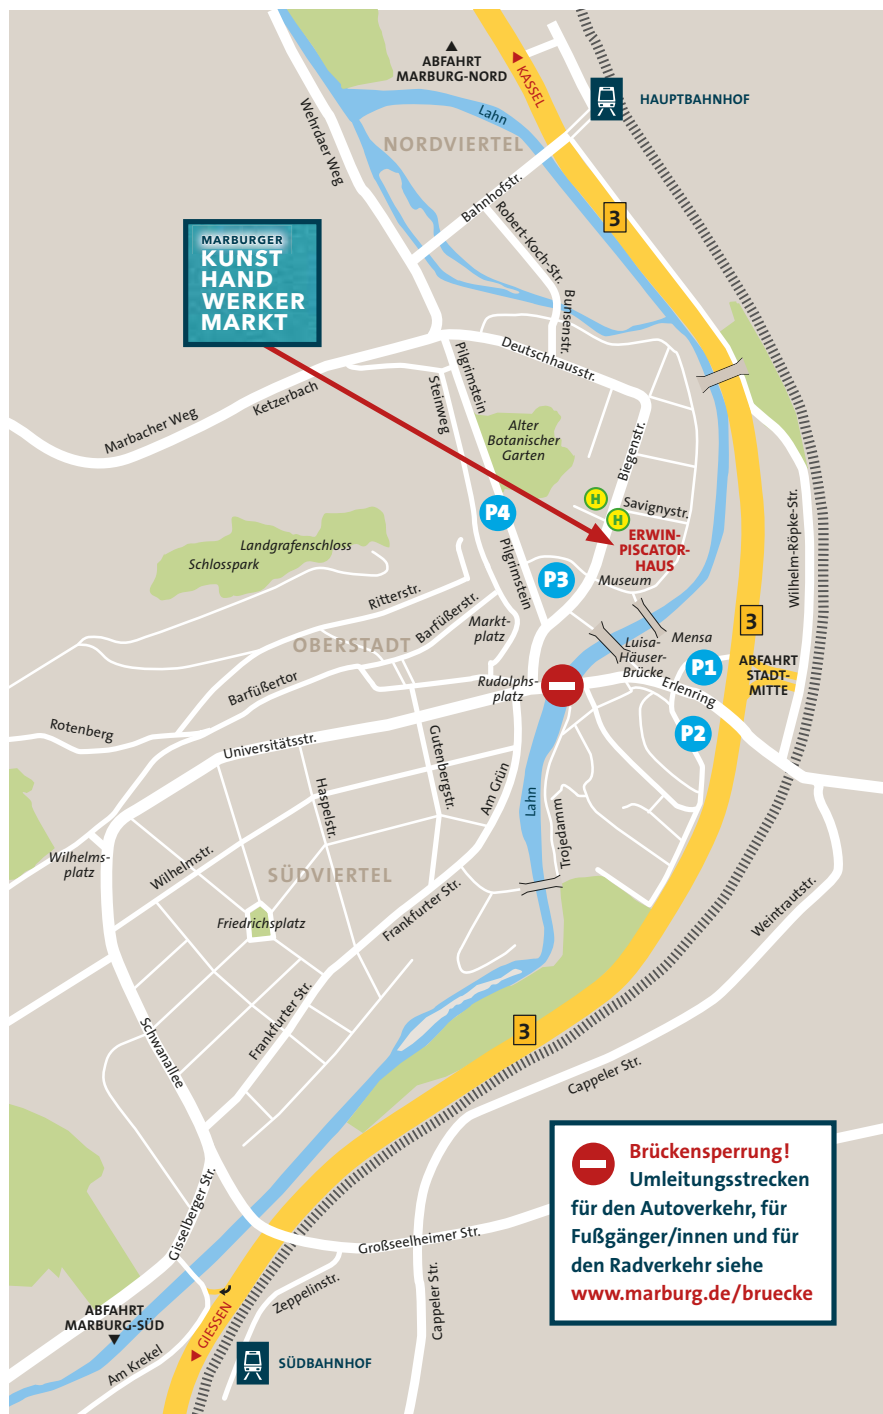 ABFAHRT
MARBURG-NORD
KASSEL
HAUPTBAHNHOF
Wehrdaer Weg
Lahn
NORDVIERTEL
Bahnhofstr.
Robert-Koch-Str.
3
MARBURGER
KUNST
HAND
WERKER
MARKT
Bunsenstr.
Deutschhausstr.
Pilgrimstein
Steinweg
Ketzerbach
Marbacher Weg
Alter
Botanischer
Garten
Biegenstr.
H
Savignystr.
H
P4
ERWIN-
PISCATOR-
HAUS
Wilhelm-Röpke-Str.
Landgrafenschloss
Schlosspark
Pilgrimstein
P3
Museum
Ritterstr.
Barfüßerstr.
Markt-
platz
OBERSTADT
3
Mensa
Luisa-
Häuser-
Brücke
P1
ABFAHRT
STADT-
MITTE
Rudolphs-
platz
Erlenring
Barfüßertor
Rotenberg
P2
Universitätsstr.
Gutenbergstr.
Am Grün
Haspelstr.
Lahn
Trojedamm
Wilhelms-
platz
Wilhelmstr.
SÜDVIERTEL
Friedrichsplatz
Frankfurter Str.
Weintrautstr.
Frankfurter Str.
3
Schwanallee
Cappeler Str.
Brückensperrung!
Umleitungsstrecken
für den Autoverkehr, für
Fußgänger/innen und für
den Radverkehr siehe
www.marburg.de/bruecke
Gisselberger Str.
Großseelheimer Str.
Zeppelinstr.
Cappeler Str.
ABFAHRT
MARBURG-SÜD
GIESSEN
Am Krekel
SÜDBAHNHOF